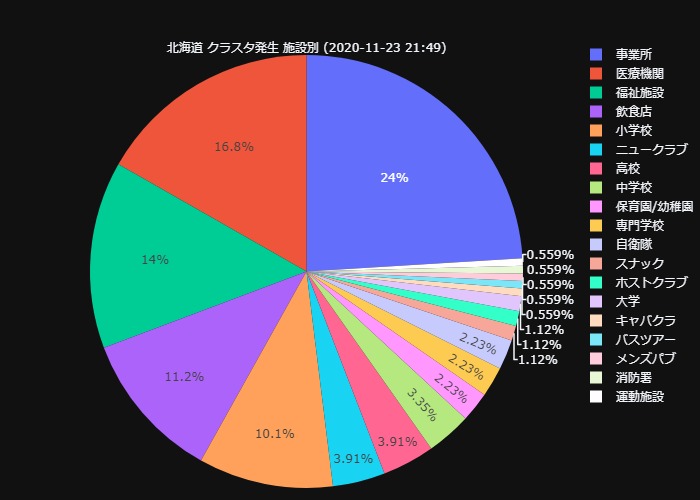 北海道 クラスタ発生 施設別 (2020-11-23 21:49)
24%
16.8%
14%
11.2%
10.1%
3.91%
3.91%
3.35%
2.23%
2.23%
2.23%
1.12%
1.12%
1.12%
0.559%
0.559%
0.559%
0.559%
0.559%
事業所
医療機関
福祉施設
飲食店
小学校
ニュークラブ
高校
中学校
保育園/幼稚園
専門学校
自衛隊
スナック
ホストクラブ
大学
キャバクラ
バスツアー
メンズパブ
消防署
運動施設